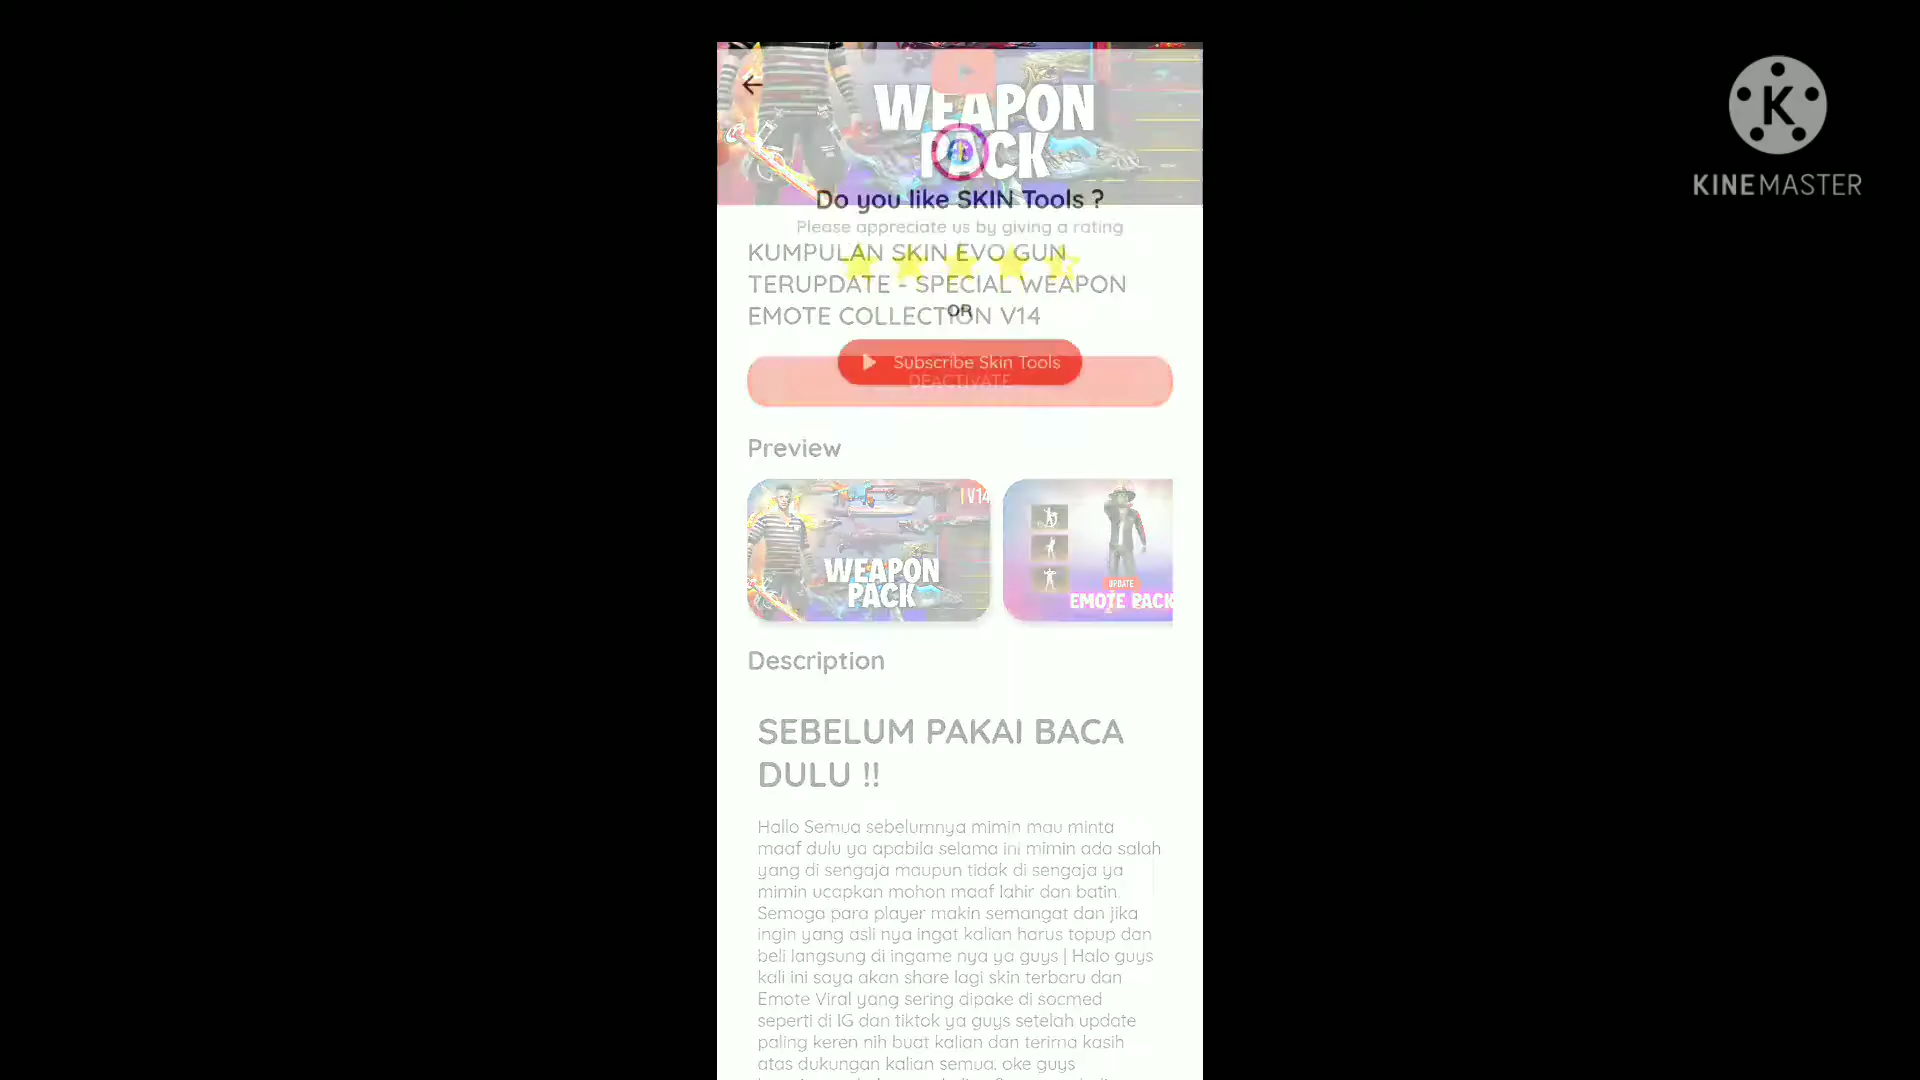 WEAPON
PACK
KINEMASTER
Do you like SKIN Tools ?
Please appreciate us by giving a rating
KUMPULAN SKIN EVO GUN
TERUPDATE - SPECIAL WEAPON
EMOTE COLLECTION V14
OR
Subscribe Skin Tools
DEACTIVATE
Preview
V14
WEAPON
PACK
UPDATE
EMOTE PACK
Description
SEBELUM PAKAI BACA
DULU !!
Hallo Semua sebelumnya mimin mau minta
maaf dulu ya apabila selama ini mimin ada salah
yang di sengaja maupun tidak di sengaja ya
mimin ucapkan mohon maaf lahir dan batin.
Semoga para player makin semangat dan jika
ingin yang asli nya ingat kalian harus topup dan
beli langsung di ingame nya ya guys | Halo guys
kali ini saya akan share lagi skin terbaru dan
Emote Viral yang sering dipake di socmed
seperti di IG dan tiktok ya guys setelah update
paling keren nih buat kalian dan terima kasih
atas dukungan kalian semua. oke guys